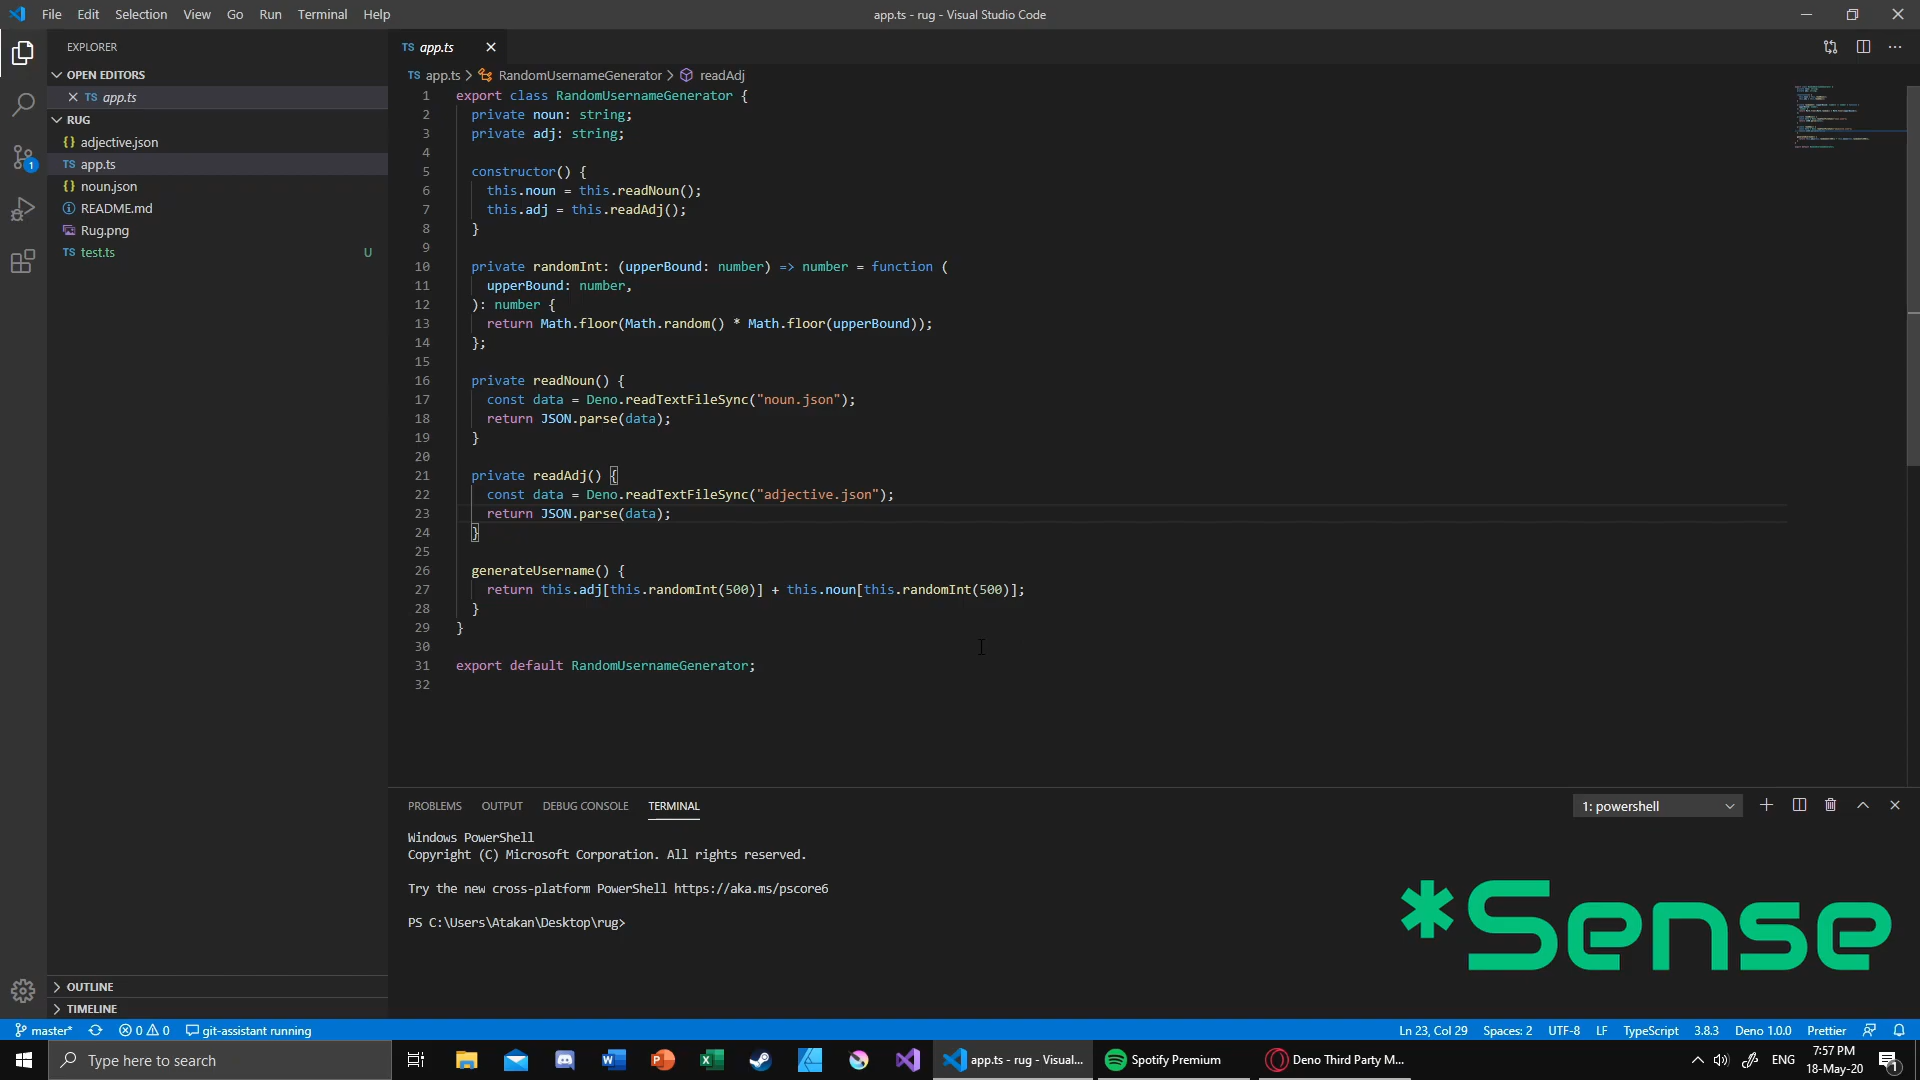 File Edit Selection View Go Run Terminal Help
app.ts - rug - Visual Studio Code
EXPLORER
OPEN EDITORS
TS app.ts
RUG
{} adjective.json
TS app.ts
{} noun.json
README.md
Rug.png
TS test.ts U
OUTLINE
TIMELINE
1
TS app.ts
TS app.ts > RandomUsernameGenerator > readAdj
1 export class RandomUsernameGenerator {
2 private noun: string;
3 private adj: string;
4
5 constructor() {
6 this.noun = this.readNoun();
7 this.adj = this.readAdj();
8 }
9
10 private randomInt: (upperBound: number) => number = function (
11 upperBound: number,
12 ): number {
13 return Math.floor(Math.random() * Math.floor(upperBound));
14 };
15
16 private readNoun() {
17 const data = Deno.readTextFileSync("noun.json");
18 return JSON.parse(data);
19 }
20
21 private readAdj() {
22 const data = Deno.readTextFileSync("adjective.json");
23 return JSON.parse(data);
24 }
25
26 generateUsername() {
27 return this.adj[this.randomInt(500)] + this.noun[this.randomInt(500)];
28 }
29 }
30
31 export default RandomUsernameGenerator;
32
PROBLEMS OUTPUT DEBUG CONSOLE TERMINAL
1: powershell
Windows PowerShell
Copyright (C) Microsoft Corporation. All rights reserved.
Try the new cross-platform PowerShell https://aka.ms/pscore6
PS C:\Users\Atakan\Desktop\rug>
*Sense
master* 0 0 git-assistant running
Ln 23, Col 29 Spaces: 2 UTF-8 LF TypeScript 3.8.3 Deno 1.0.0 Prettier
Type here to search
app.ts - rug - Visual...
Spotify Premium
Deno Third Party M...
ENG
7:57 PM
18-May-20
1